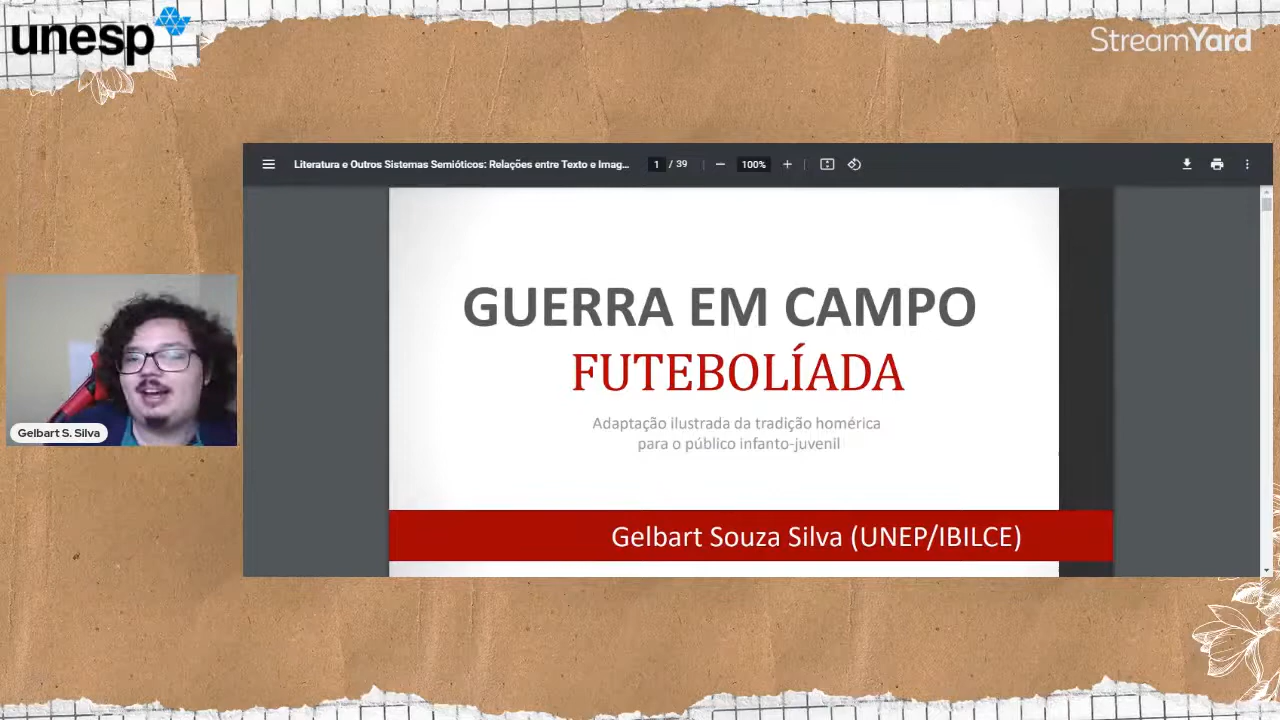 unesp
StreamYard
Literatura e Outros Sistemas Semióticos: Relações entre Texto e Imag...
1 / 39
100%
GUERRA EM CAMPO
FUTEBOLÍADA
Adaptação ilustrada da tradição homérica
para o público infanto-juvenil
Gelbart S. Silva
Gelbart Souza Silva (UNEP/IBILCE)